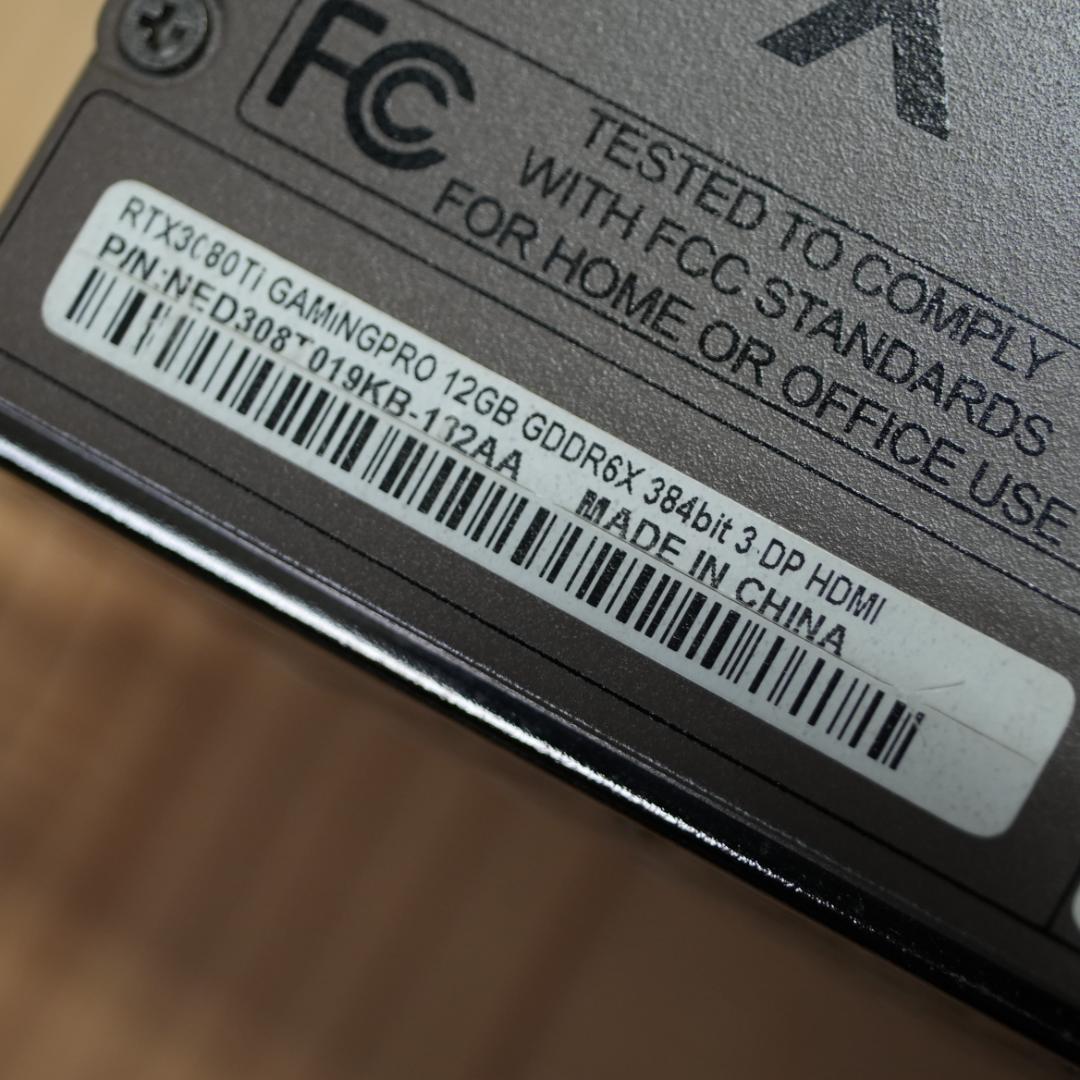 FC
TESTED TO COMPLY
WITH FCC STANDARDS
FOR HOME OR OFFICE USE
RTX3080Ti GAMiNGPRO 12GB GDDR6X 384bit 3-DP HDMI
P/N:NED308T019KB-132AA MADE IN CHINA